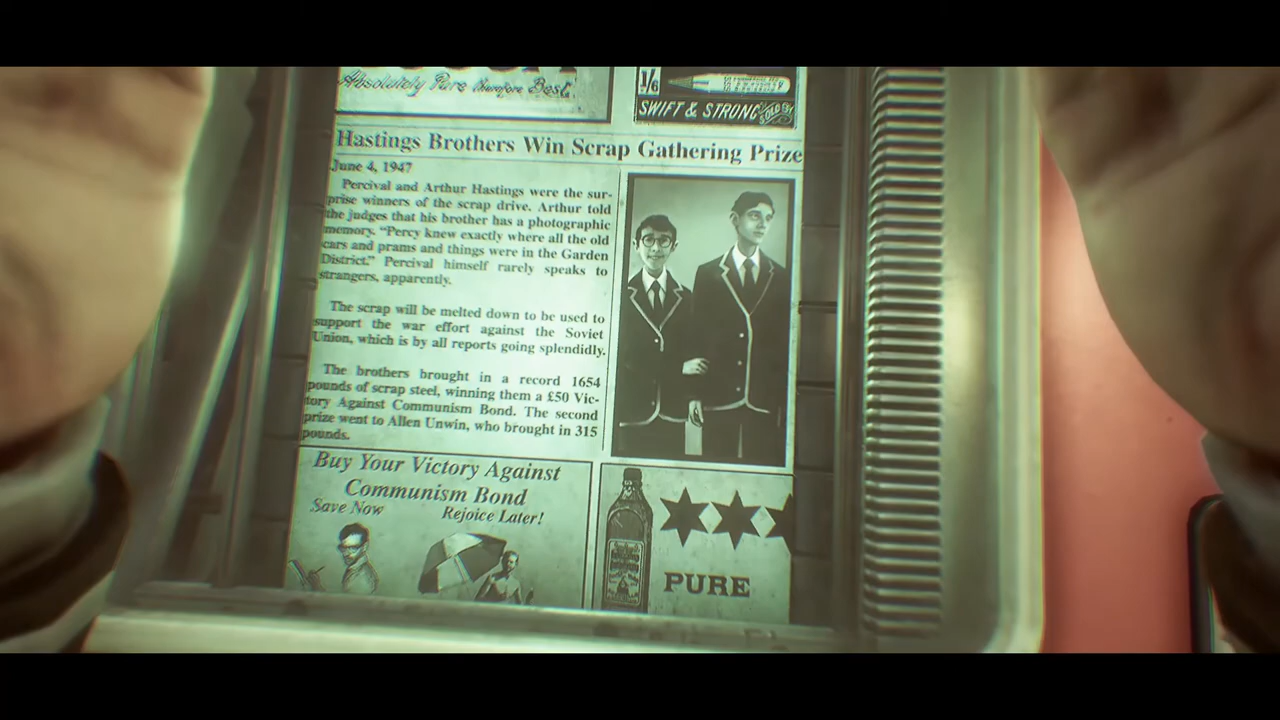 Absolutely Pure therefore Best.
1/6
SWIFT & STRONG
Hastings Brothers Win Scrap Gathering Prize
June 4, 1947
Percival and Arthur Hastings were the sur-
prise winners of the scrap drive. Arthur told
the judges that his brother has a photographic
memory. “Percy knew exactly where all the old
cars and prams and things were in the Garden
District.” Percival himself rarely speaks to
strangers, apparently.
The scrap will be melted down to be used to
support the war effort against the Soviet
Union, which is by all reports going splendidly.
The brothers brought in a record 1654
pounds of scrap steel, winning them a £50 Vic-
tory Against Communism Bond. The second
prize went to Allen Unwin, who brought in 315
pounds.
Buy Your Victory Against
Communism Bond
Save Now
Rejoice Later!
PURE